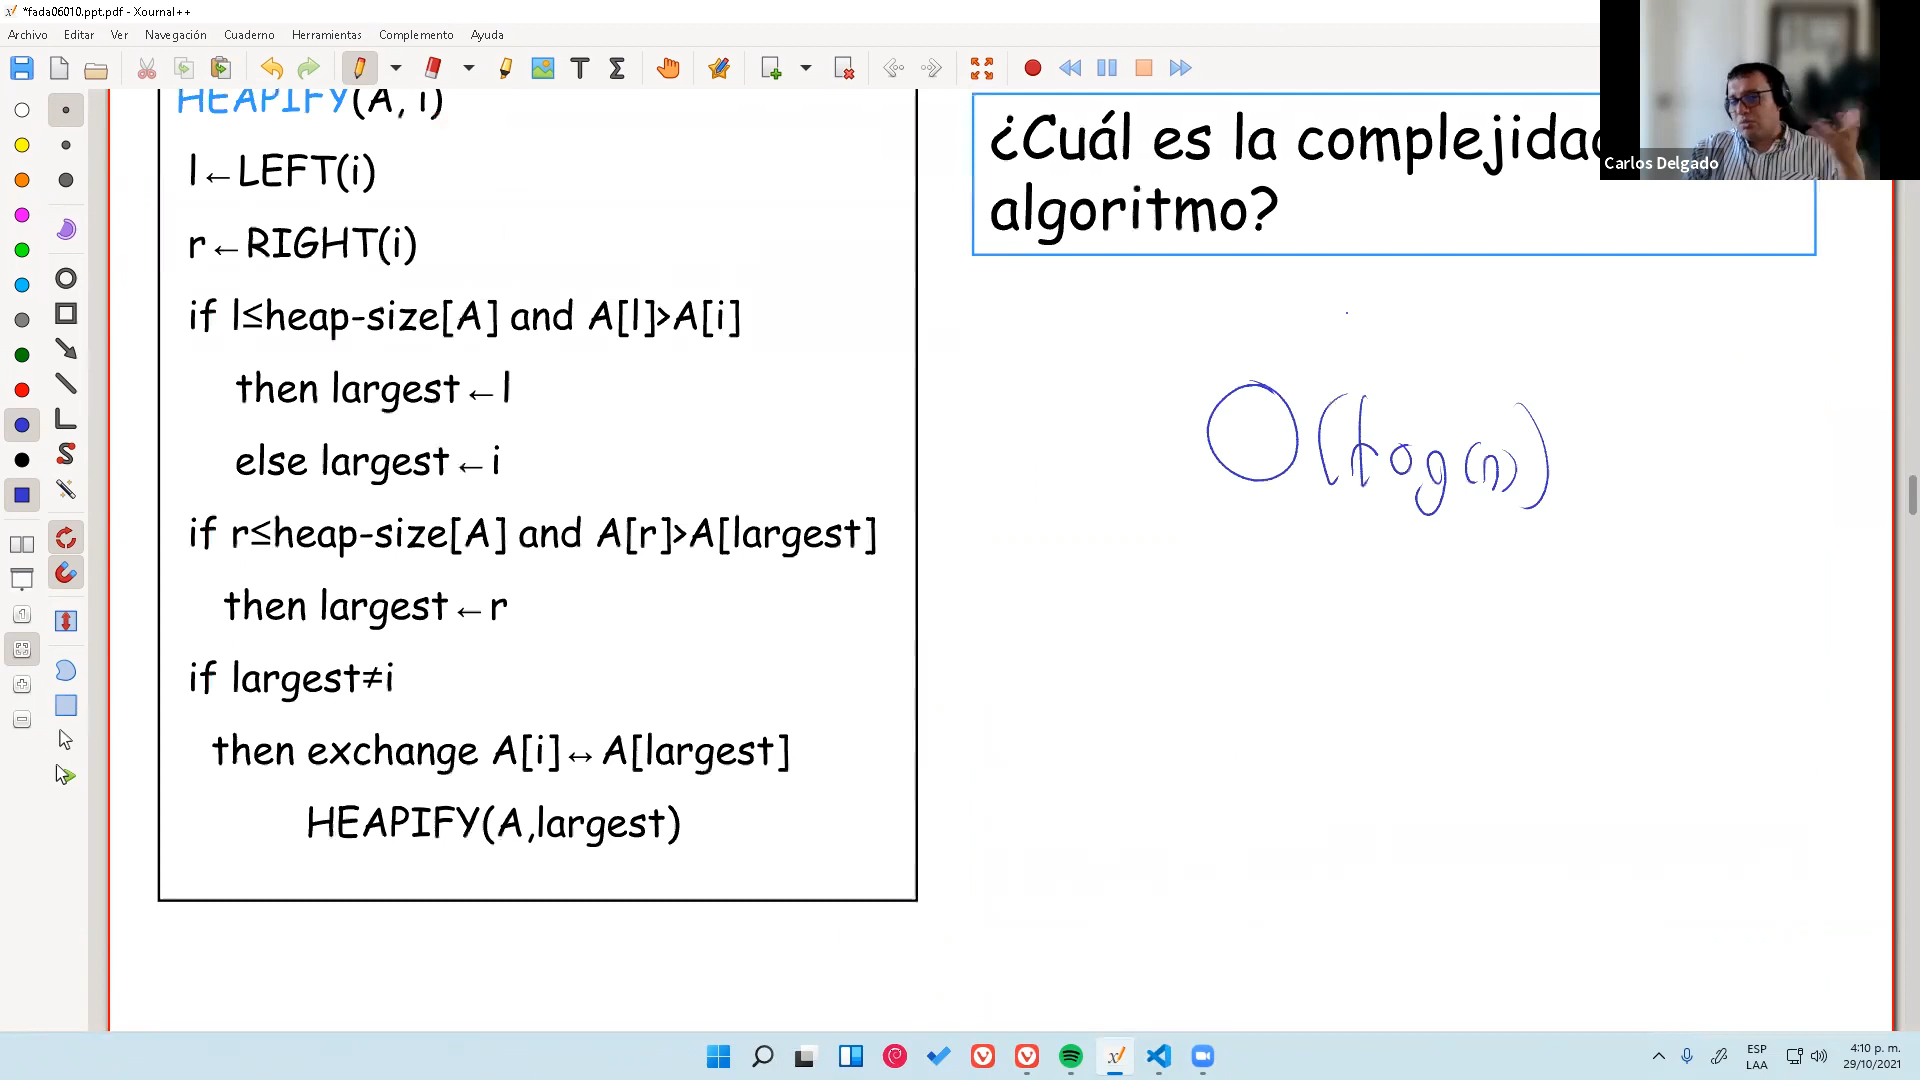 *fada06010.ppt.pdf - Xournal++
Archivo Editar Ver Navegación Cuaderno Herramientas Complemento Ayuda
HEAPIFY(A, i)
l←LEFT(i)
r←RIGHT(i)
if l≤heap-size[A] and A[l]>A[i]
then largest←l
else largest←i
if r≤heap-size[A] and A[r]>A[largest]
then largest←r
if largest≠i
then exchange A[i]↔A[largest]
HEAPIFY(A,largest)
¿Cuál es la complejidad
algoritmo?
O(log(n))
Carlos Delgado
ESP
LAA
4:10 p. m.
29/10/2021